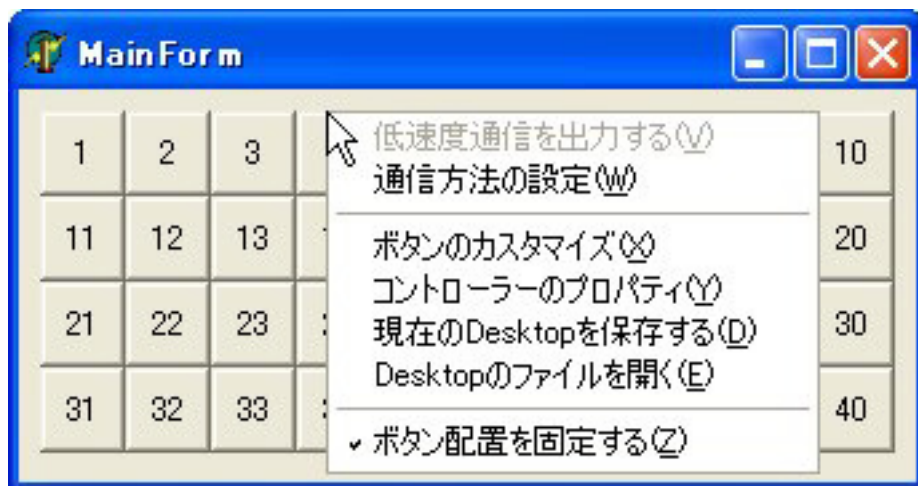 MainForm
1 2 3 10
11 12 13 20
21 22 23 30
31 32 33 40
低速度通信を出力する(V)
通信方法の設定(W)
ボタンのカスタマイズ(X)
コントローラーのプロパティ(Y)
現在のDesktopを保存する(D)
Desktopのファイルを開く(E)
ボタン配置を固定する(Z)